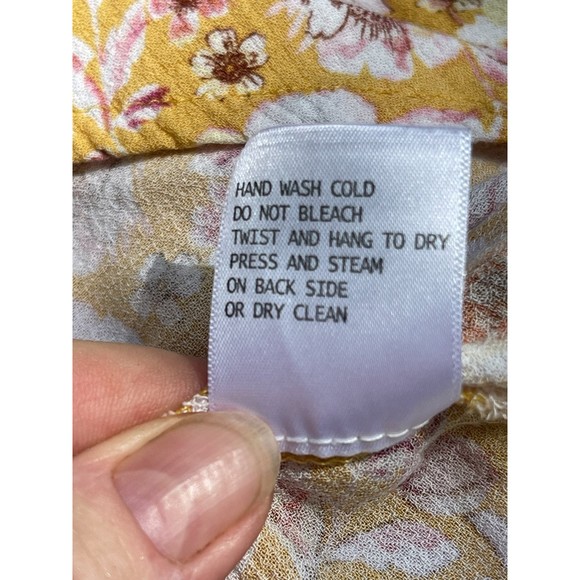 HAND WASH COLD
DO NOT BLEACH
TWIST AND HANG TO DRY
PRESS AND STEAM
ON BACK SIDE
OR DRY CLEAN